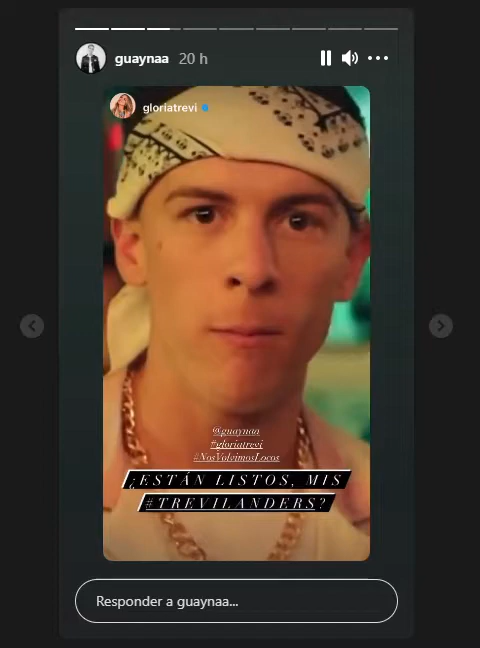 guaynaa 20 h
gloriatrevi
@guaynaa
#gloriatrevi
#NosVolvimosLocos
¿ESTÁN LISTOS, MIS
#TREVILANDERS?
Responder a guaynaa...